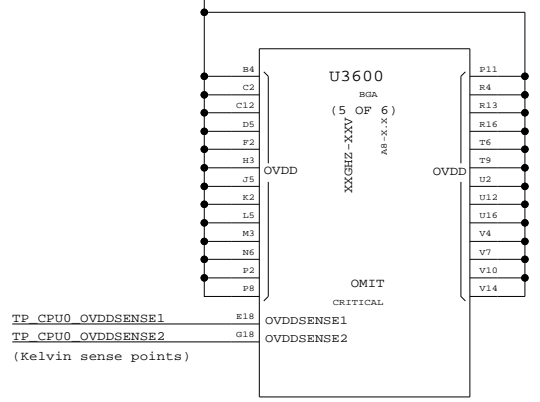 B4
C2
C12
D5
F2
H3
J5
K2
L5
M3
N6
P2
P8
E18
G18
U3600
BGA
(5 OF 6)
XXGHZ-XXV
A8-X.X
OVDD
OVDD
OMIT
CRITICAL
P11
R4
R13
R16
T6
T9
U2
U12
U16
V4
V7
V10
V14
TP_CPU0_OVDDSENSE1
OVDDSENSE1
TP_CPU0_OVDDSENSE2
OVDDSENSE2
(Kelvin sense points)